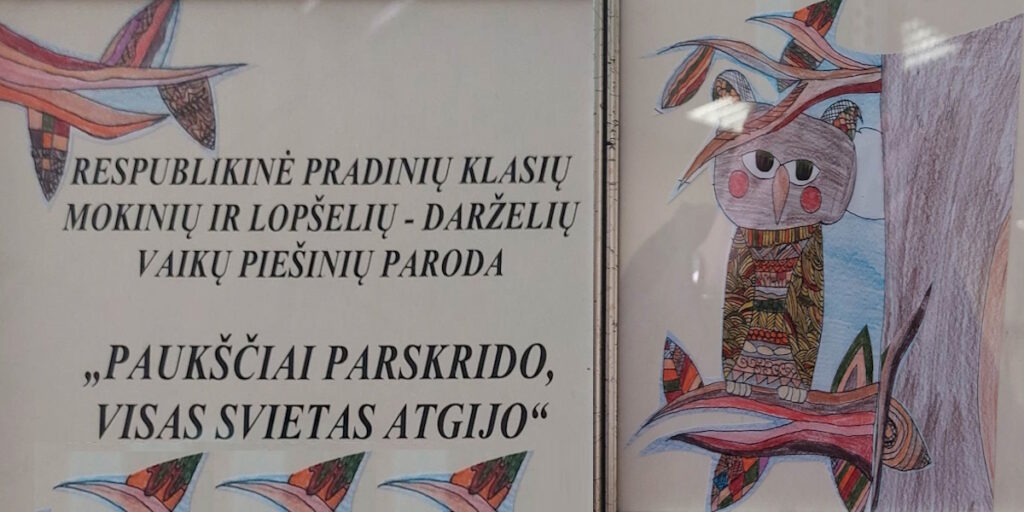 RESPUBLIKINĖ PRADINIŲ KLASIŲ
MOKINIŲ IR LOPŠELIŲ - DARŽELIŲ
VAIKŲ PIEŠINIŲ PARODA
„PAUKŠČIAI PARSKRIDO,
VISAS SVIETAS ATGIJO“